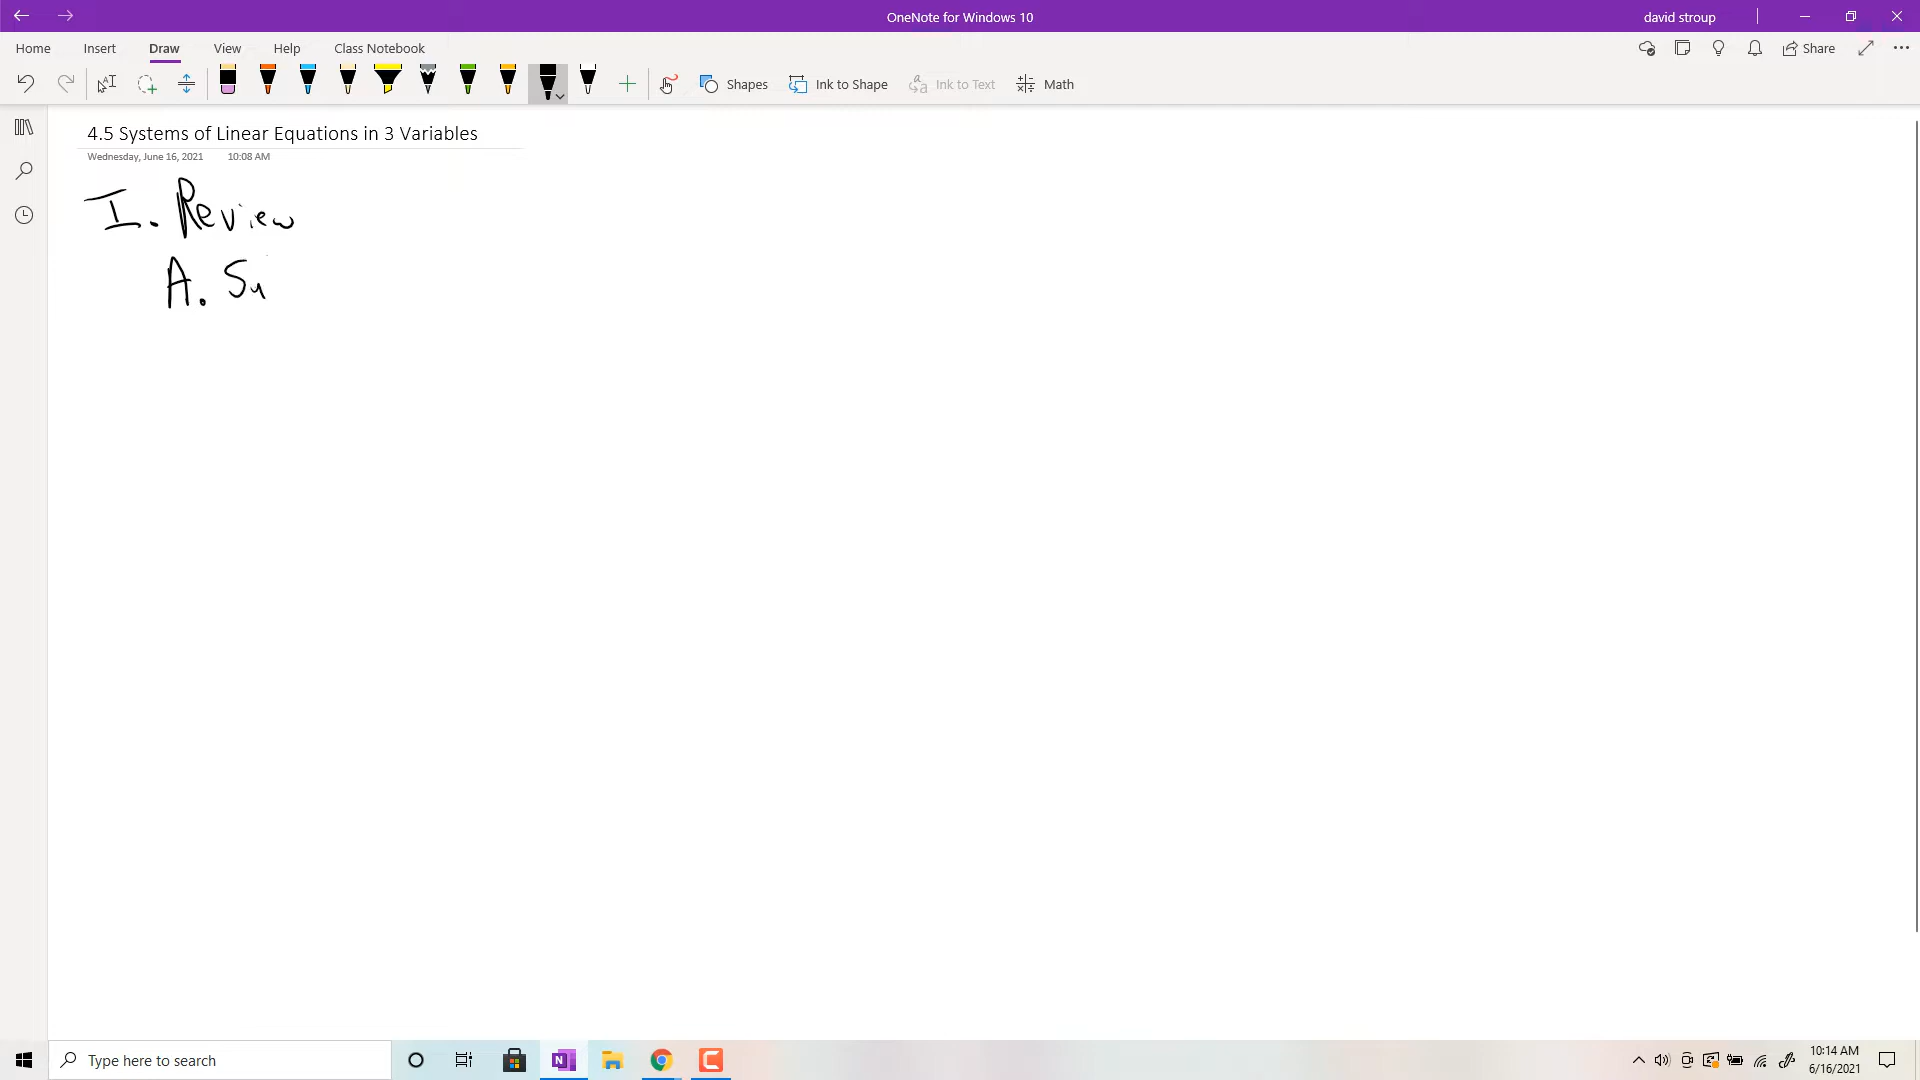 OneNote for Windows 10
david stroup
Home Insert Draw View Help Class Notebook
Share
Shapes Ink to Shape Ink to Text Math
4.5 Systems of Linear Equations in 3 Variables
Wednesday, June 16, 2021 10:08 AM
I. Review
A. Su
Type here to search
10:14 AM
6/16/2021